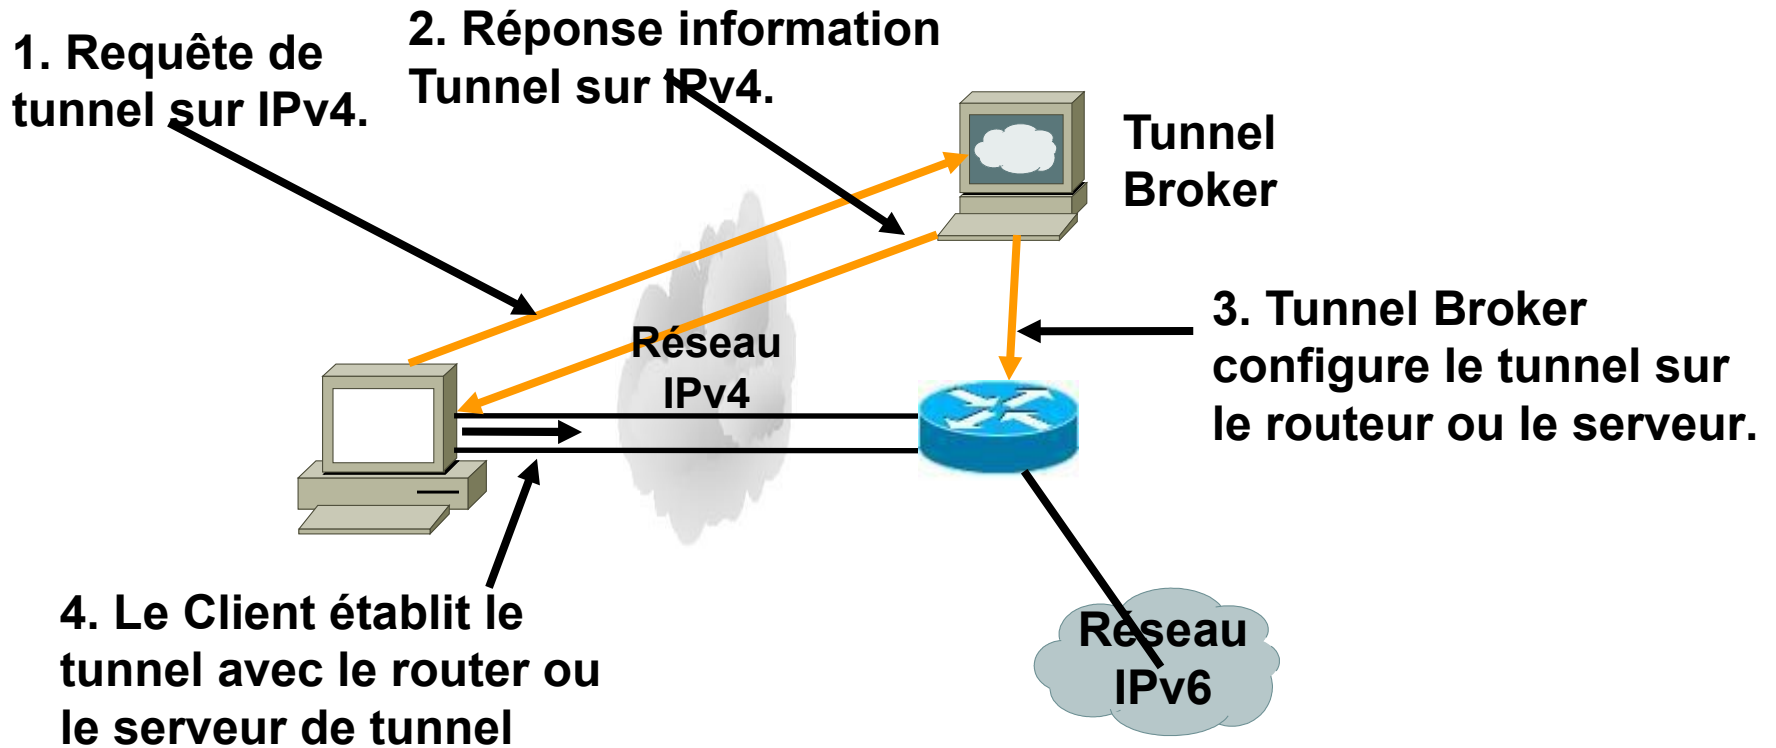 1. Requête de
tunnel sur IPv4.
2. Réponse information
Tunnel sur IPv4.
Tunnel
Broker
Réseau
IPv4
3. Tunnel Broker
configure le tunnel sur
le routeur ou le serveur.
4. Le Client établit le
tunnel avec le router ou
le serveur de tunnel
Réseau
IPv6